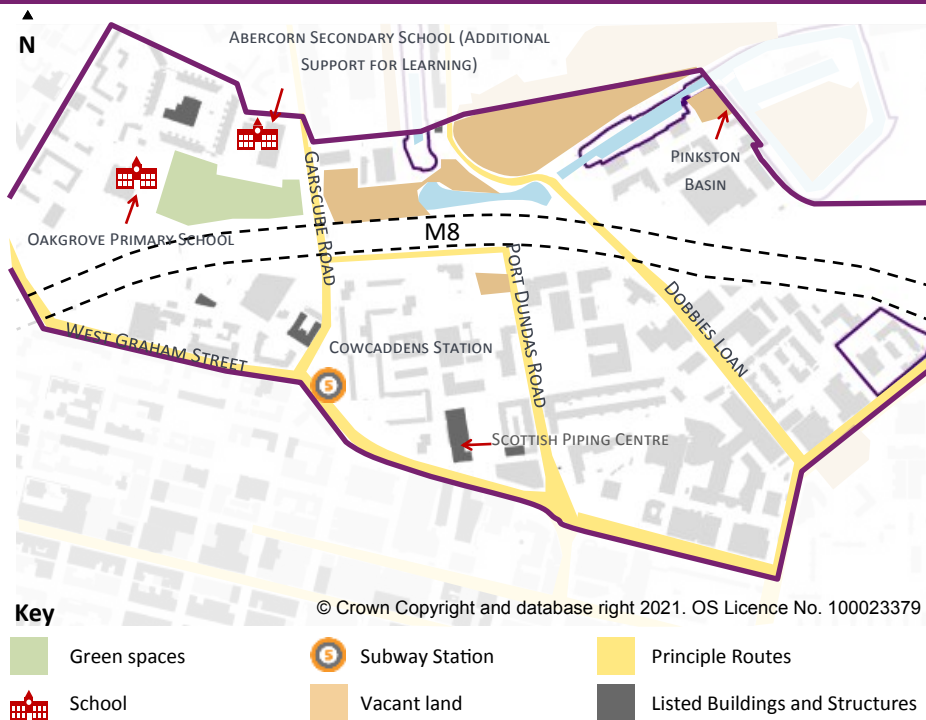 N
Abercorn Secondary School (Additional
Support for Learning)
Pinkston
Basin
Garscube Road
Oakgrove Primary School
M8
Port Dundas Road
Dobbies Loan
West Graham Street
Cowcaddens Station
5
Scottish Piping Centre
Key
© Crown Copyright and database right 2021. OS Licence No. 100023379
Green spaces
5
Subway Station
Principle Routes
School
Vacant land
Listed Buildings and Structures